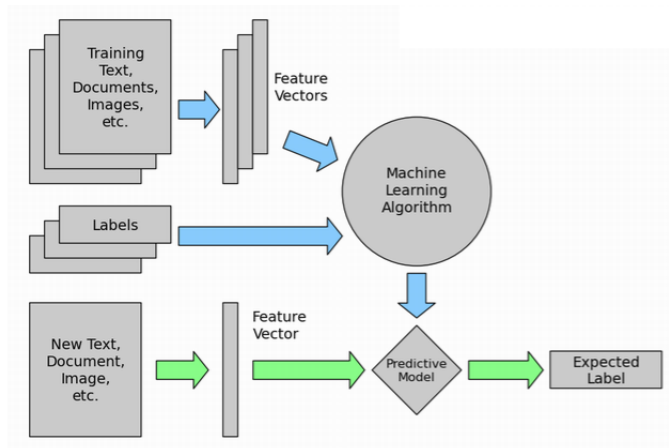 Training
Text,
Documents,
Images,
etc.
Feature
Vectors
Machine
Learning
Algorithm
Labels
New Text,
Document,
Image,
etc.
Feature
Vector
Predictive
Model
Expected
Label